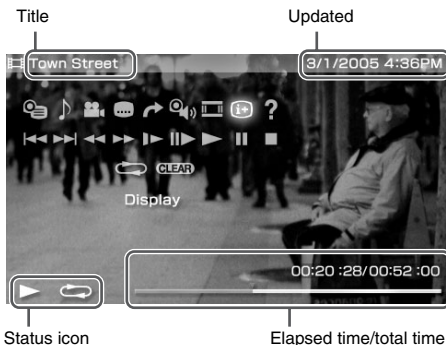 Title Updated
Town Street 3/1/2005 4:36PM
i+ ?
CLEAR
Display
00:20 :28/00:52 :00
Status icon Elapsed time/total time